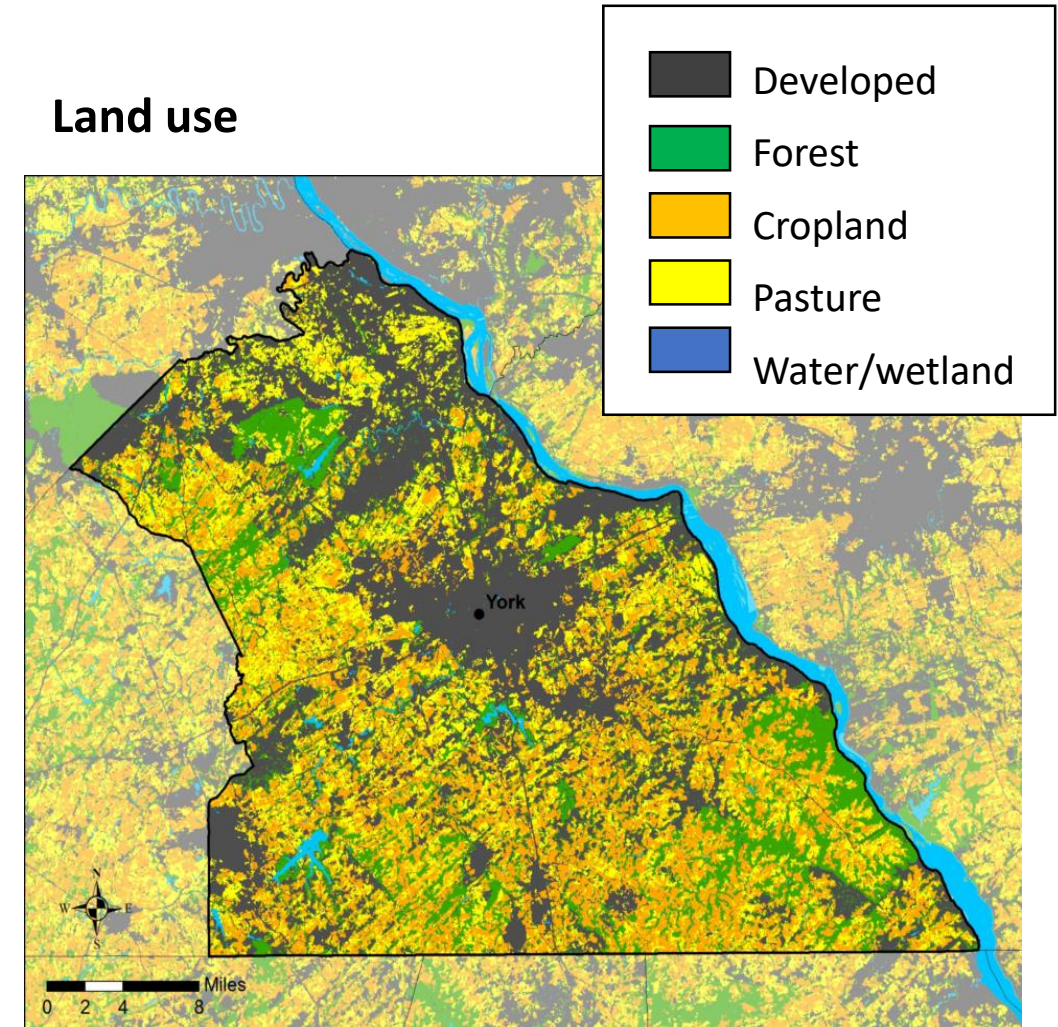 Land use
Developed
Forest
Cropland
Pasture
Water/wetland
York
N
W E
S
Miles
0 2 4 8